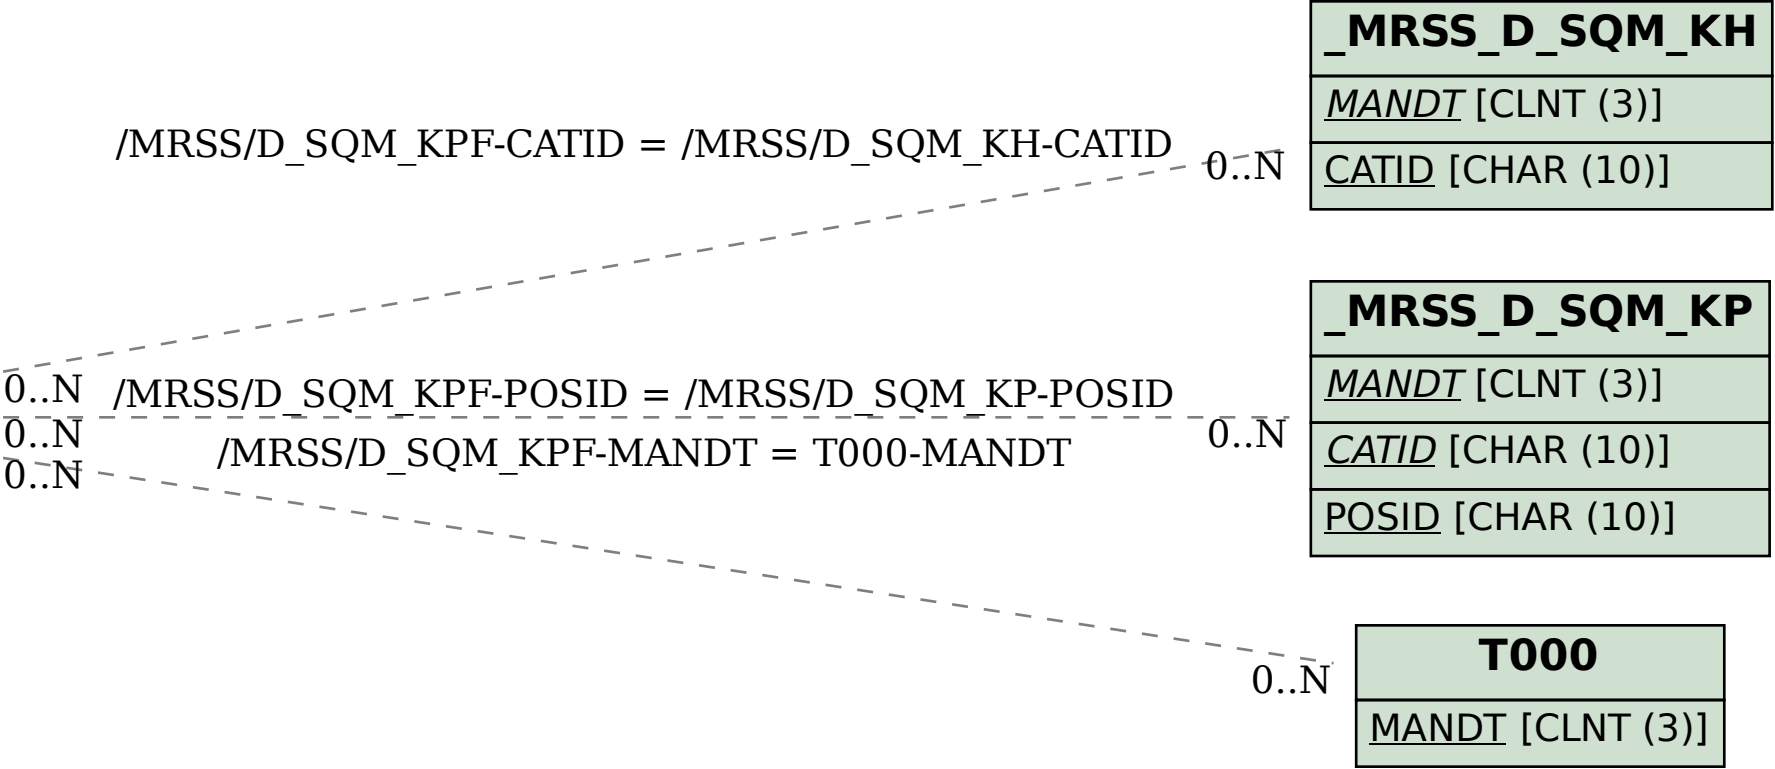 _MRSS_D_SQM_KH
MANDT [CLNT (3)]
CATID [CHAR (10)]
/MRSS/D_SQM_KPF-CATID = /MRSS/D_SQM_KH-CATID
0..N
_MRSS_D_SQM_KP
MANDT [CLNT (3)]
CATID [CHAR (10)]
POSID [CHAR (10)]
0..N
/MRSS/D_SQM_KPF-POSID = /MRSS/D_SQM_KP-POSID
0..N
0..N
/MRSS/D_SQM_KPF-MANDT = T000-MANDT
0..N
0..N
T000
MANDT [CLNT (3)]